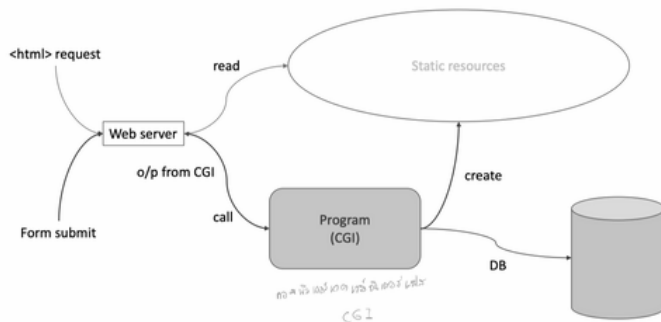 <html> request
read
Static resources
Web server
o/p from CGI
create
call
Program
(CGI)
Form submit
DB
CGI